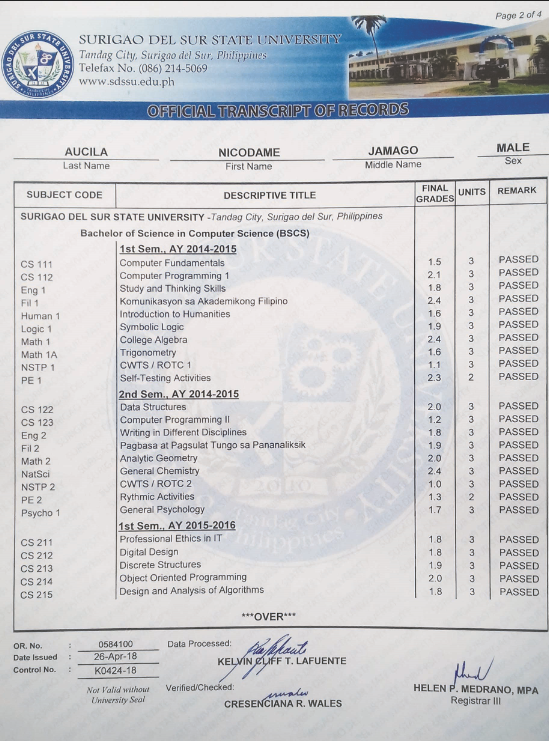 Page 2 of 4
SURIGAO DEL SUR STATE UNIVERSITY
Tandag City, Surigao del Sur, Philippines
Telefax No. (086) 214-5069
www.sdssu.edu.ph
OFFICIAL TRANSCRIPT OF RECORDS
AUCILA NICODAME JAMAGO MALE
Last Name First Name Middle Name Sex
SUBJECT CODE DESCRIPTIVE TITLE FINAL GRADES UNITS REMARK
SURIGAO DEL SUR STATE UNIVERSITY -Tandag City, Surigao del Sur, Philippines
Bachelor of Science in Computer Science (BSCS)
1st Sem., AY 2014-2015
CS 111 Computer Fundamentals 1.5 3 PASSED
CS 112 Computer Programming 1 2.1 3 PASSED
Eng 1 Study and Thinking Skills 1.8 3 PASSED
Fil 1 Komunikasyon sa Akademikong Filipino 2.4 3 PASSED
Human 1 Introduction to Humanities 1.6 3 PASSED
Logic 1 Symbolic Logic 1.9 3 PASSED
Math 1 College Algebra 2.4 3 PASSED
Math 1A Trigonometry 1.6 3 PASSED
NSTP 1 CWTS / ROTC 1 1.1 3 PASSED
PE 1 Self-Testing Activities 2.3 2 PASSED
2nd Sem., AY 2014-2015
CS 122 Data Structures 2.0 3 PASSED
CS 123 Computer Programming II 1.2 3 PASSED
Eng 2 Writing in Different Disciplines 1.8 3 PASSED
Fil 2 Pagbasa at Pagsulat Tungo sa Pananaliksik 1.9 3 PASSED
Math 2 Analytic Geometry 2.0 3 PASSED
NatSci General Chemistry 2.4 3 PASSED
NSTP 2 CWTS / ROTC 2 1.0 3 PASSED
PE 2 Rythmic Activities 1.3 2 PASSED
Psycho 1 General Psychology 1.7 3 PASSED
1st Sem., AY 2015-2016
CS 211 Professional Ethics in IT 1.8 3 PASSED
CS 212 Digital Design 1.8 3 PASSED
CS 213 Discrete Structures 1.9 3 PASSED
CS 214 Object Oriented Programming 2.0 3 PASSED
CS 215 Design and Analysis of Algorithms 1.8 3 PASSED
***OVER***
OR. No. : 0584100 Data Processed:
Date Issued : 26-Apr-18 KELVIN CLIFF T. LAFUENTE
Control No. : K0424-18
Not Valid without Verified/Checked: HELEN P. MEDRANO, MPA
University Seal CRESENCIANA R. WALES Registrar III